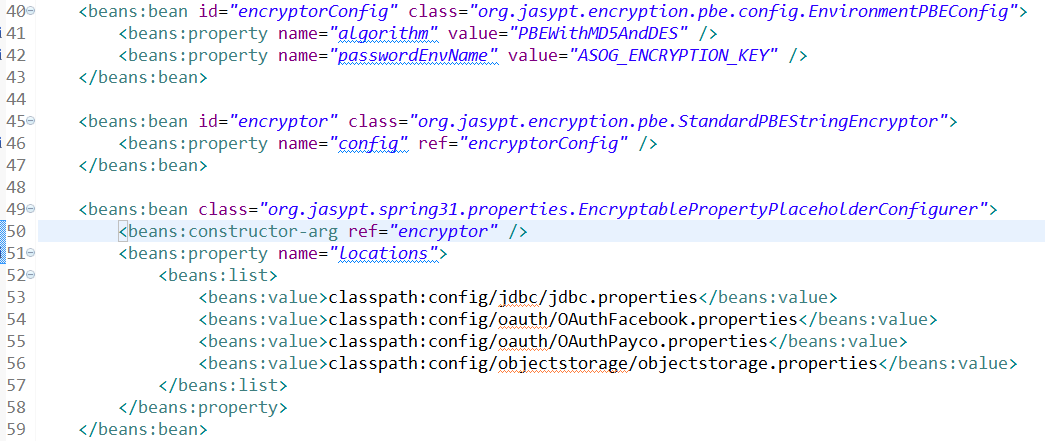 40 <beans:bean id="encryptorConfig" class="org.jasypt.encryption.pbe.config.EnvironmentPBEConfig">
41 <beans:property name="algorithm" value="PBEWithMD5AndDES" />
42 <beans:property name="passwordEnvName" value="ASOG_ENCRYPTION_KEY" />
43 </beans:bean>
44
45 <beans:bean id="encryptor" class="org.jasypt.encryption.pbe.StandardPBEStringEncryptor">
46 <beans:property name="config" ref="encryptorConfig" />
47 </beans:bean>
48
49 <beans:bean class="org.jasypt.spring31.properties.EncryptablePropertyPlaceholderConfigurer">
50 <beans:constructor-arg ref="encryptor" />
51 <beans:property name="locations">
52 <beans:list>
53 <beans:value>classpath:config/jdbc/jdbc.properties</beans:value>
54 <beans:value>classpath:config/oauth/OAuthFacebook.properties</beans:value>
55 <beans:value>classpath:config/oauth/OAuthPayco.properties</beans:value>
56 <beans:value>classpath:config/objectstorage/objectstorage.properties</beans:value>
57 </beans:list>
58 </beans:property>
59 </beans:bean>